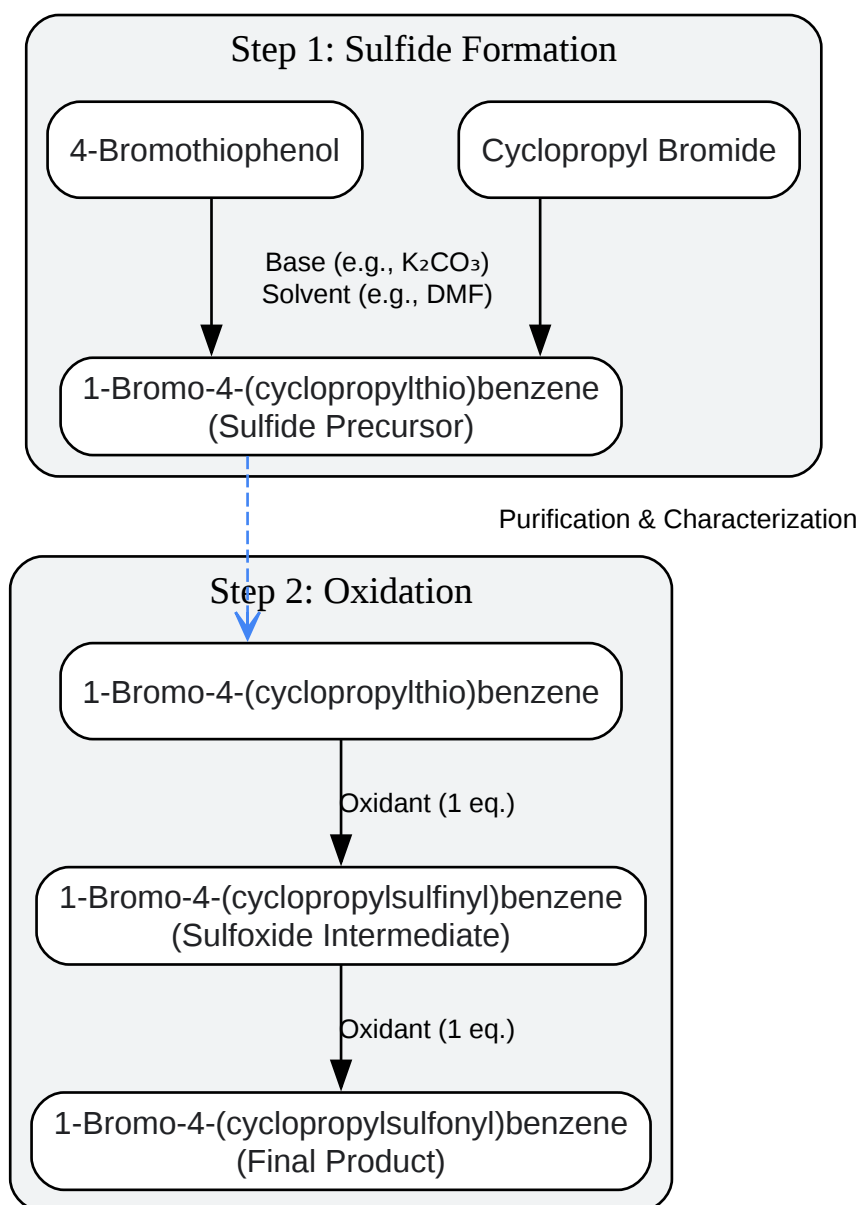 Step 1: Sulfide Formation
4-Bromothiophenol
Cyclopropyl Bromide
Base (e.g., K₂CO₃)
Solvent (e.g., DMF)
1-Bromo-4-(cyclopropylthio)benzene
(Sulfide Precursor)
Purification & Characterization
Step 2: Oxidation
1-Bromo-4-(cyclopropylthio)benzene
Oxidant (1 eq.)
1-Bromo-4-(cyclopropylsulfinyl)benzene
(Sulfoxide Intermediate)
Oxidant (1 eq.)
1-Bromo-4-(cyclopropylsulfonyl)benzene
(Final Product)